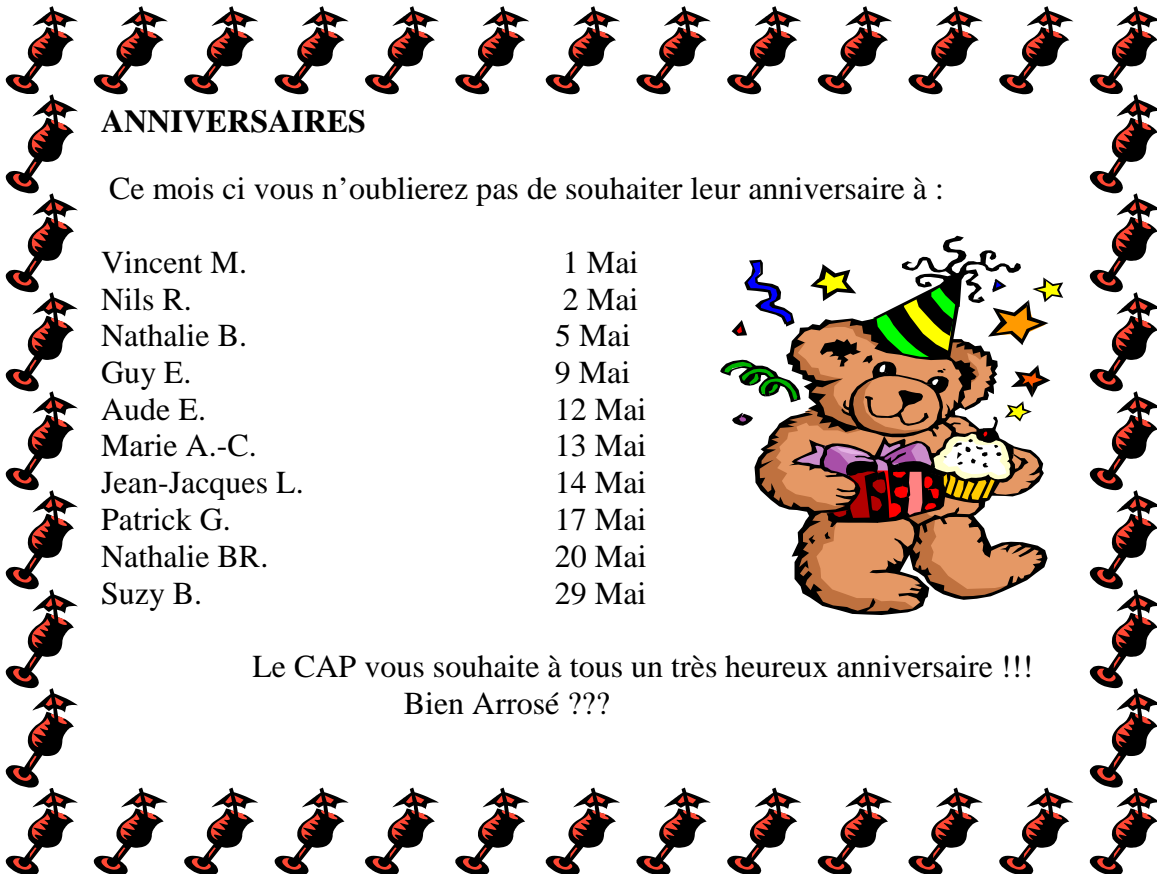 ANNIVERSAIRES
Ce mois ci vous n’oublierez pas de souhaiter leur anniversaire à :
Vincent M. 1 Mai
Nils R. 2 Mai
Nathalie B. 5 Mai
Guy E. 9 Mai
Aude E. 12 Mai
Marie A.-C. 13 Mai
Jean-Jacques L. 14 Mai
Patrick G. 17 Mai
Nathalie BR. 20 Mai
Suzy B. 29 Mai
Le CAP vous souhaite à tous un très heureux anniversaire !!!
Bien Arrosé ???